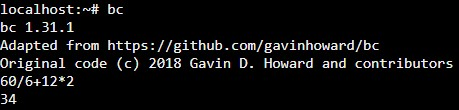 localhost:~# bc
bc 1.31.1
Adapted from https://github.com/gavinhoward/bc
Original code (c) 2018 Gavin D. Howard and contributors
60/6+12*2
34